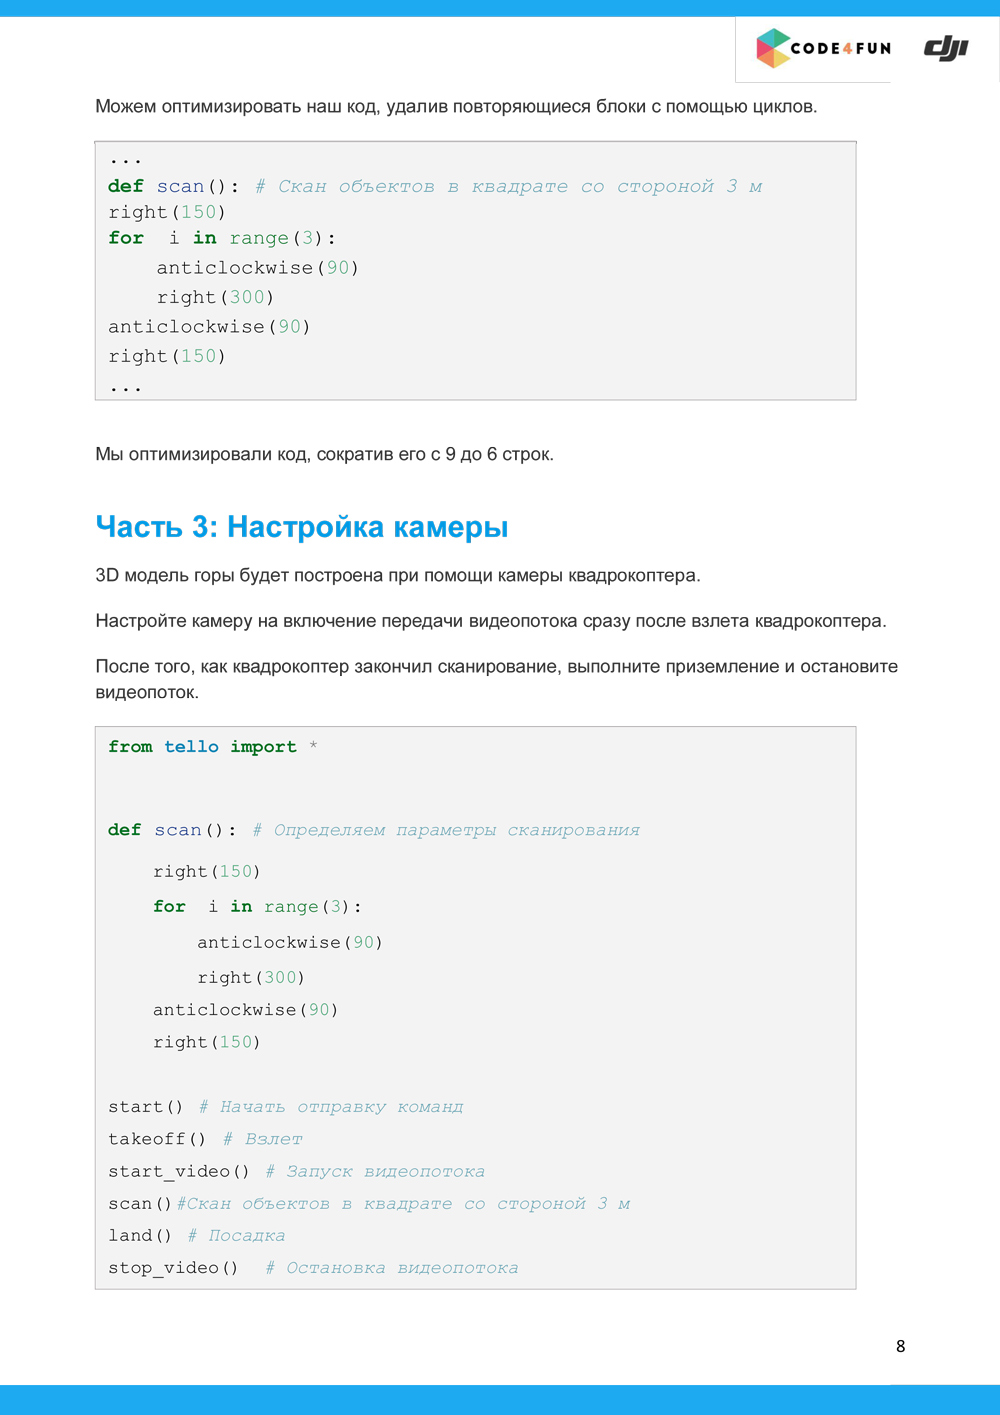 CODE4FUN dji
Можем оптимизировать наш код, удалив повторяющиеся блоки с помощью циклов.
...
def scan(): # Скан объектов в квадрате со стороной 3 м
right(150)
for  i in range(3):
    anticlockwise(90)
    right(300)
anticlockwise(90)
right(150)
...
Мы оптимизировали код, сократив его с 9 до 6 строк.
Часть 3: Настройка камеры
3D модель горы будет построена при помощи камеры квадрокоптера.
Настройте камеру на включение передачи видеопотока сразу после взлета квадрокоптера.
После того, как квадрокоптер закончил сканирование, выполните приземление и остановите
видеопоток.
from tello import *
def scan(): # Определяем параметры сканирования
    right(150)
    for  i in range(3):
        anticlockwise(90)
        right(300)
    anticlockwise(90)
    right(150)
start() # Начать отправку команд
takeoff() # Взлет
start_video() # Запуск видеопотока
scan()#Скан объектов в квадрате со стороной 3 м
land() # Посадка
stop_video()  # Остановка видеопотока
8